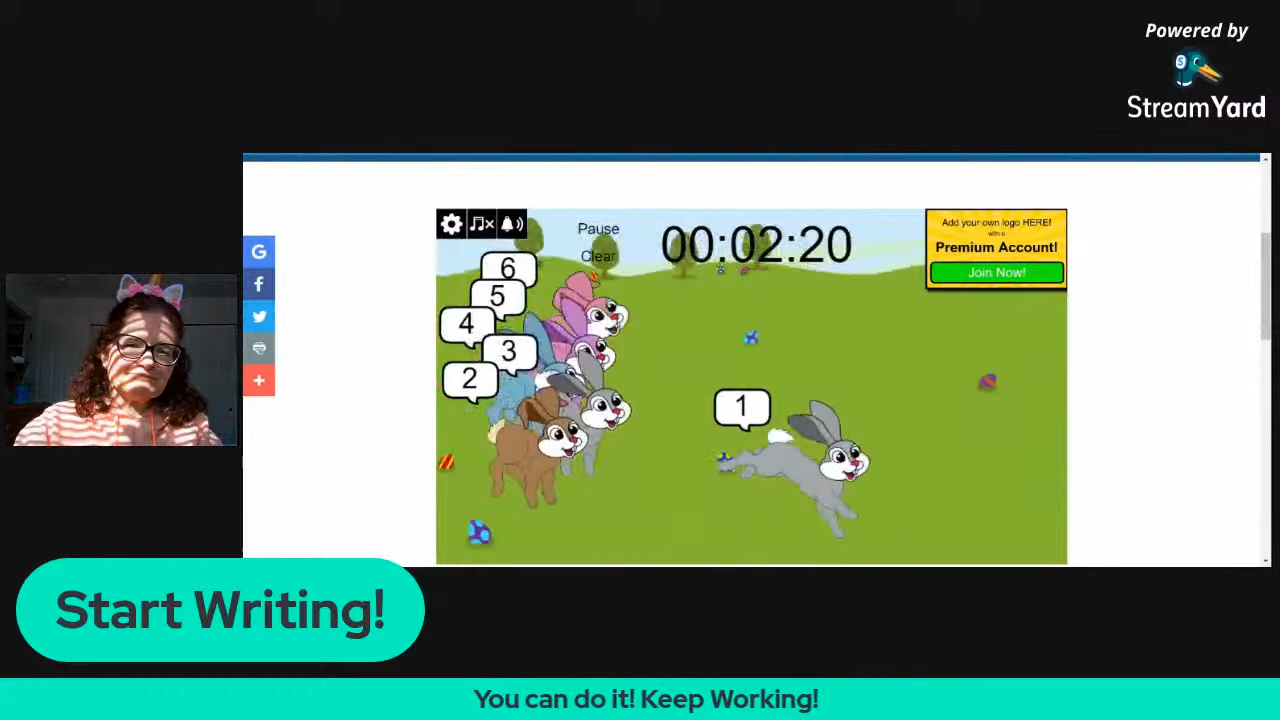 Powered by
StreamYard
Pause
Clear
00:02:20
Add your own logo HERE!
with a
Premium Account!
Join Now!
6
5
4
3
2
1
Start Writing!
You can do it! Keep Working!